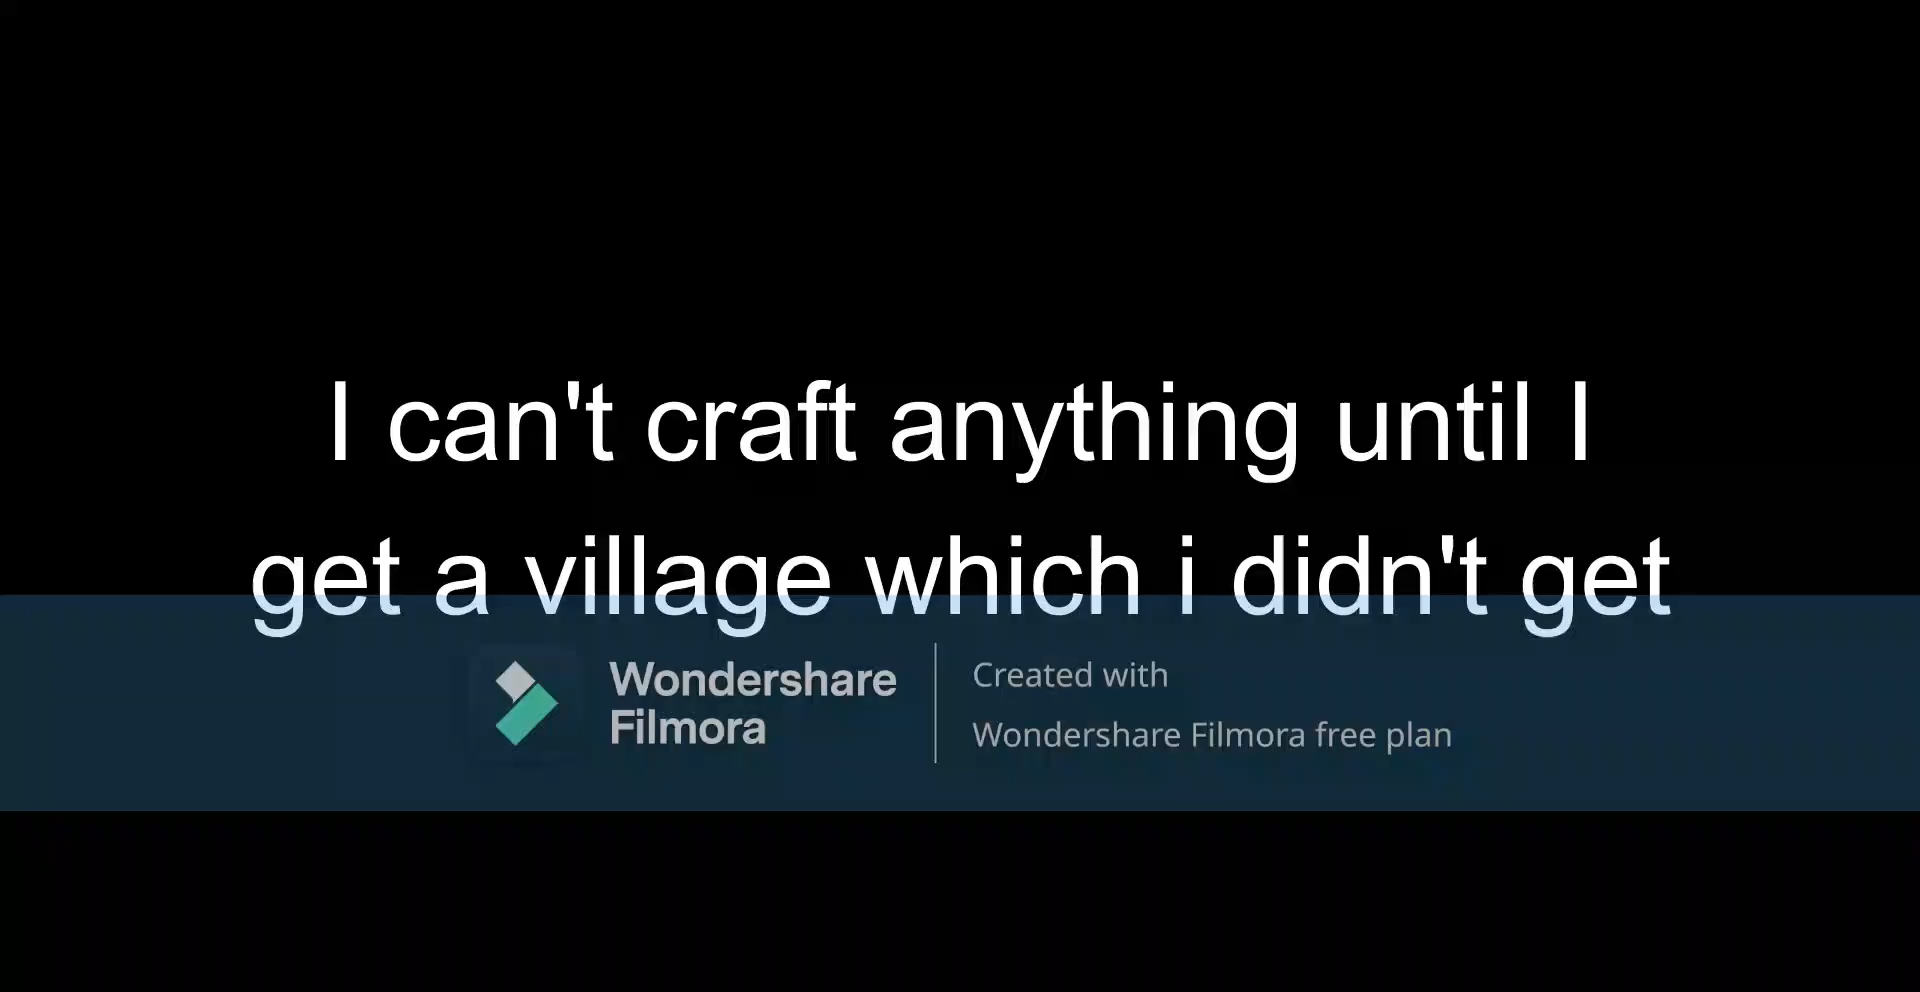 I can't craft anything until I
get a village which i didn't get
Wondershare
Filmora
Created with
Wondershare Filmora free plan